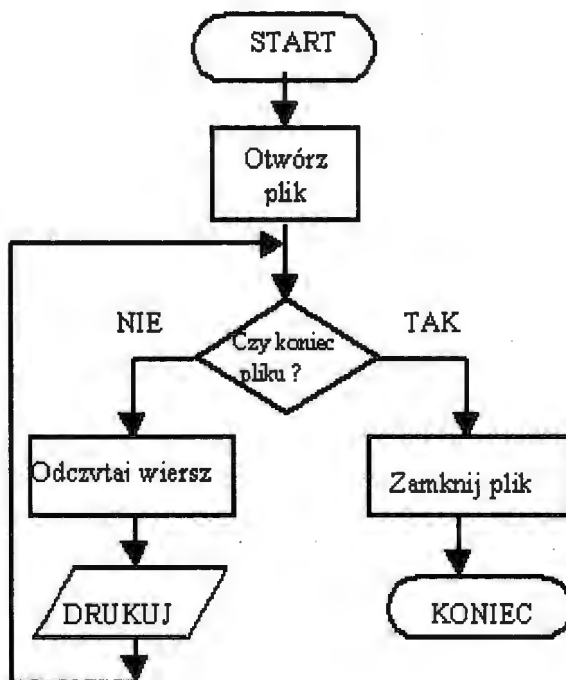 START
Otwórz
plik
NIE
TAK
Czy koniec
pliku ?
Odczytaj wiersz
Zamknij plik
DRUKUJ
KONIEC